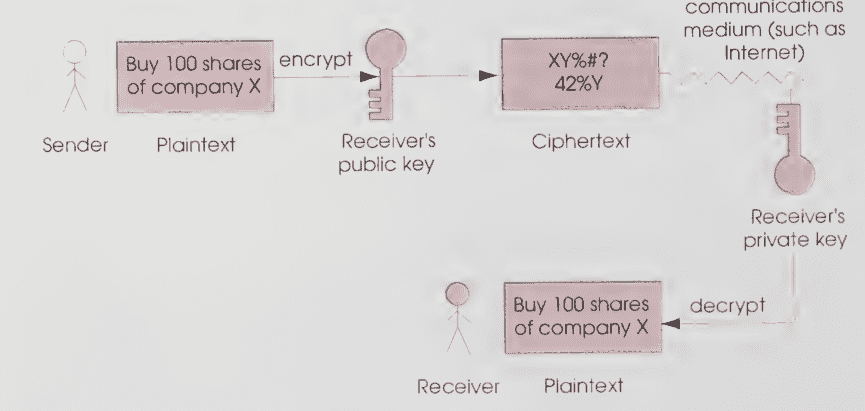 communications
medium (such as
Internet)
Buy 100 shares
of company X
encrypt
XY%#?
42%Y
Sender
Plaintext
Receiver's
public key
Ciphertext
Receiver's
private key
Buy 100 shares
of company X
decrypt
Receiver
Plaintext